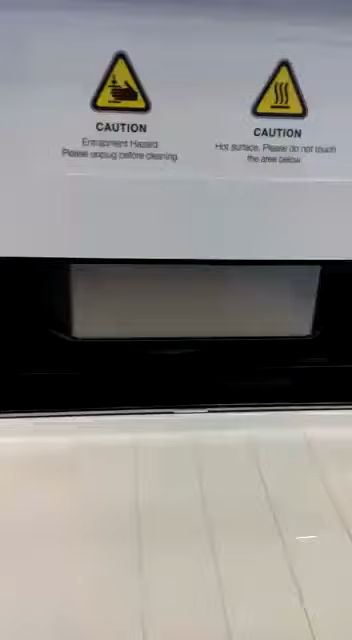 CAUTION
Entrapment Hazard.
Please unplug before cleaning.
CAUTION
Hot surface. Please do not touch
the area below.